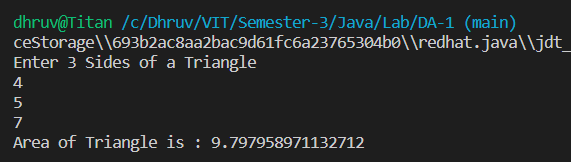 dhruv@Titan /c/Dhruv/VIT/Semester-3/Java/Lab/DA-1 (main)
ceStorage\\693b2ac8aa2bac9d61fc6a23765304b0\\redhat.java\\jdt_
Enter 3 Sides of a Triangle
4
5
7
Area of Triangle is : 9.797958971132712